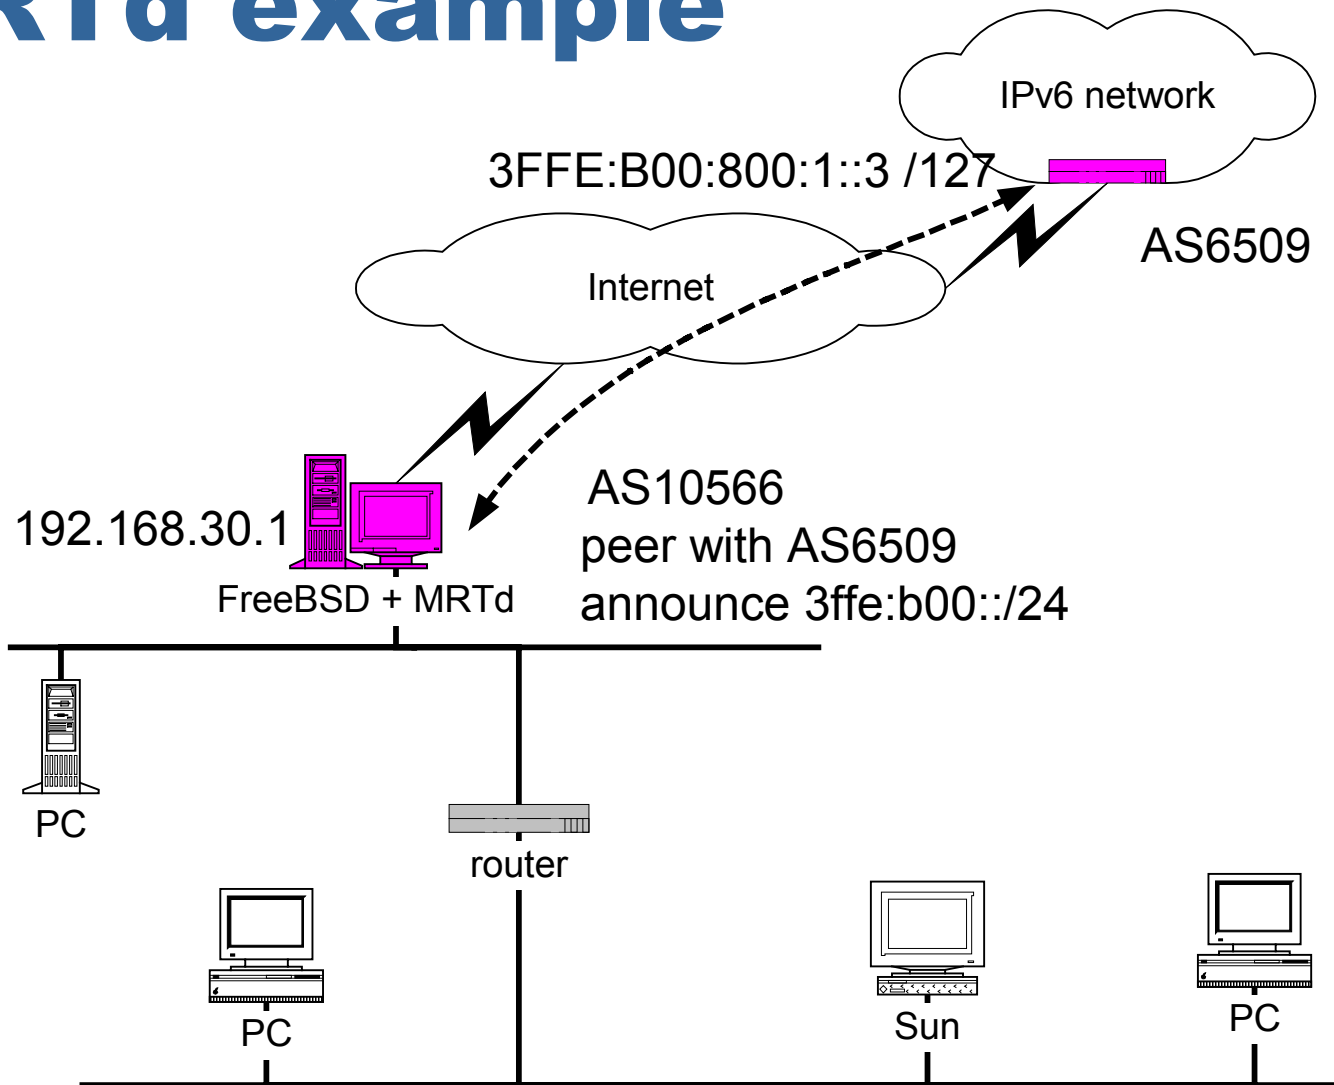 RTd example
IPv6 network
3FFE:B00:800:1::3 /127
AS6509
Internet
AS10566
192.168.30.1
peer with AS6509
FreeBSD + MRTd
announce 3ffe:b00::/24
PC
router
PC
Sun
PC